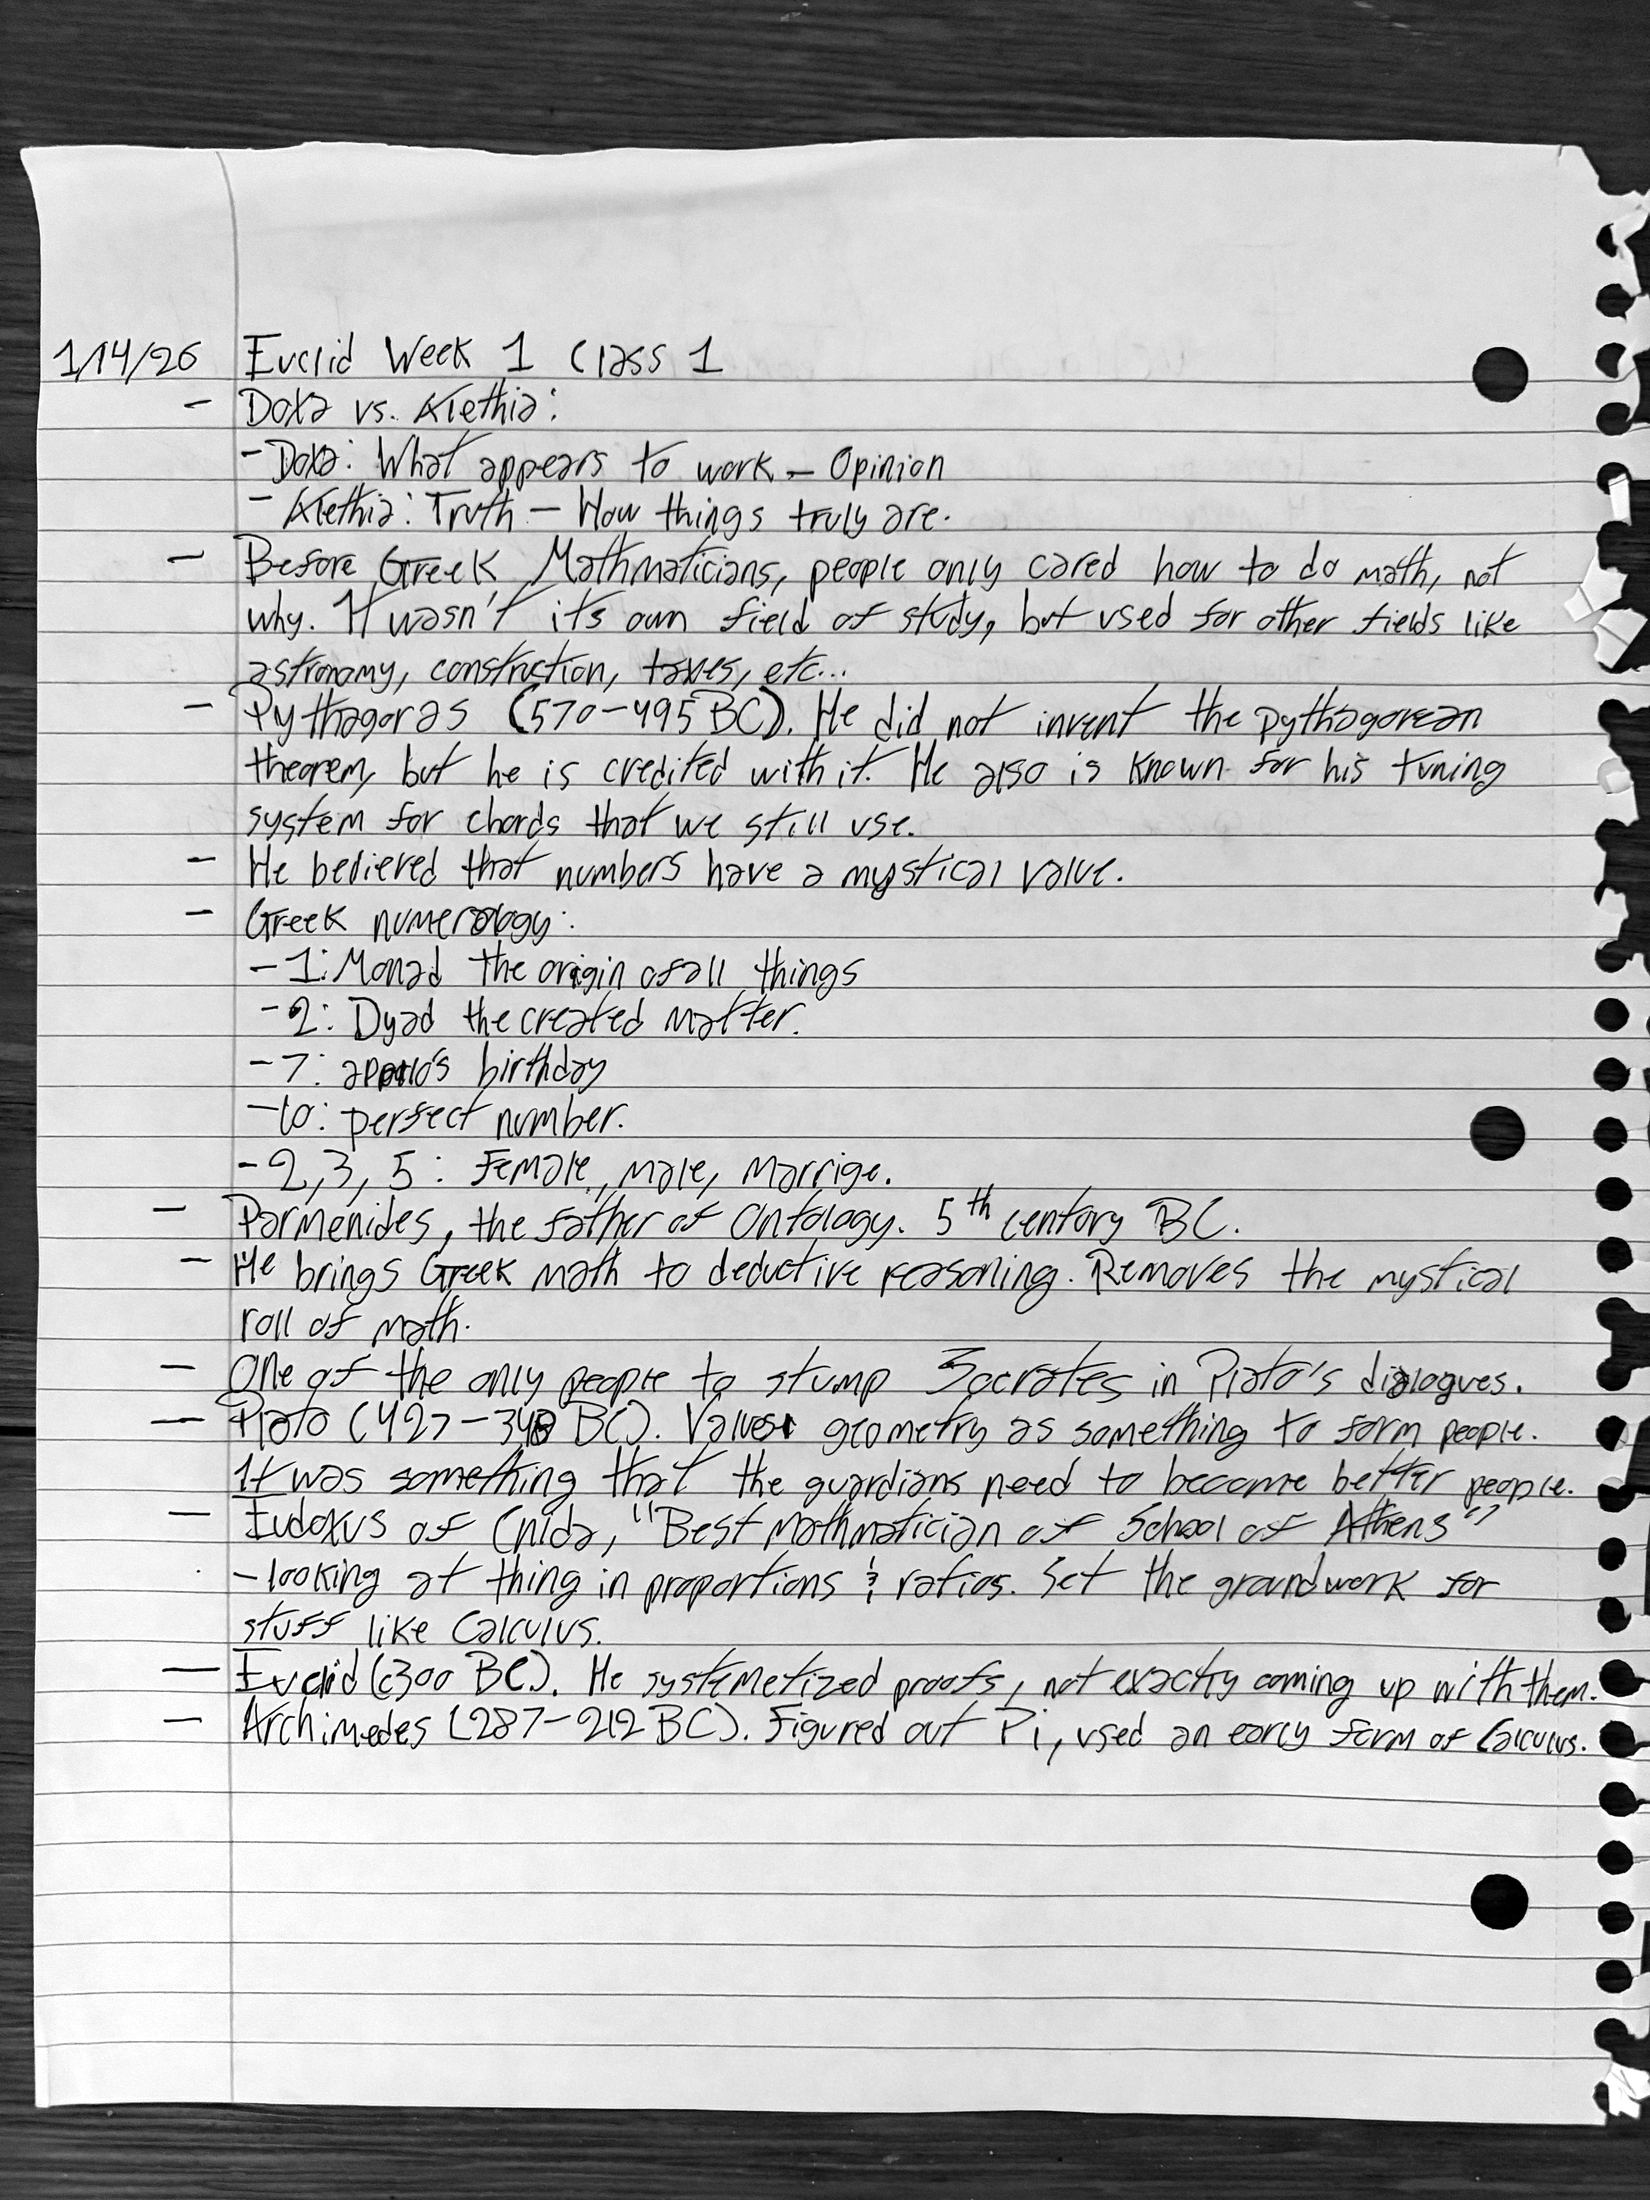 1/14/26 Euclid Week 1 Class 1
- Doxa vs. Alethia:
- Doxa: What appears to work - Opinion
- Alethia: Truth - How things truly are.
- Before Greek Mathmaticians, people only cared how to do math, not
why. It wasn't its own field of study, but used for other fields like
astronomy, constrction, taxes, etc...
- Pythagoras (570-495 BC). He did not invent the pythagorean
theorem, but he is credited with it. He also is known for his tuning
system for chords that we still use.
- He believed that numbers have a mystical value.
- Greek numerology:
- 1: Monad the origin of all things
- 2: Dyad the created matter.
- 7: apollo's birthday
- 10: perfect number.
- 2, 3, 5: Female, male, marrige.
- Parmenides, the father of Ontology. 5th century BC.
- He brings Greek math to deductive reasoning. Removes the mystical
roll of math.
- One of the only people to stump Socrates in Plato's dialogues.
- Plato (427-348 BC). Values geometry as something to form people.
It was something that the guardians need to become better people.
- Eudoxus of Cnida, "Best Mathmatician of School of Athens"
- looking at thing in proportions & ratios. Set the groundwork for
stuff like Calculus.
- Euclid (c300 BC). He systemetized proofs, not exactly coming up with them.
- Archimedes (287-212 BC). Figured out Pi, used an early form of Calculus.